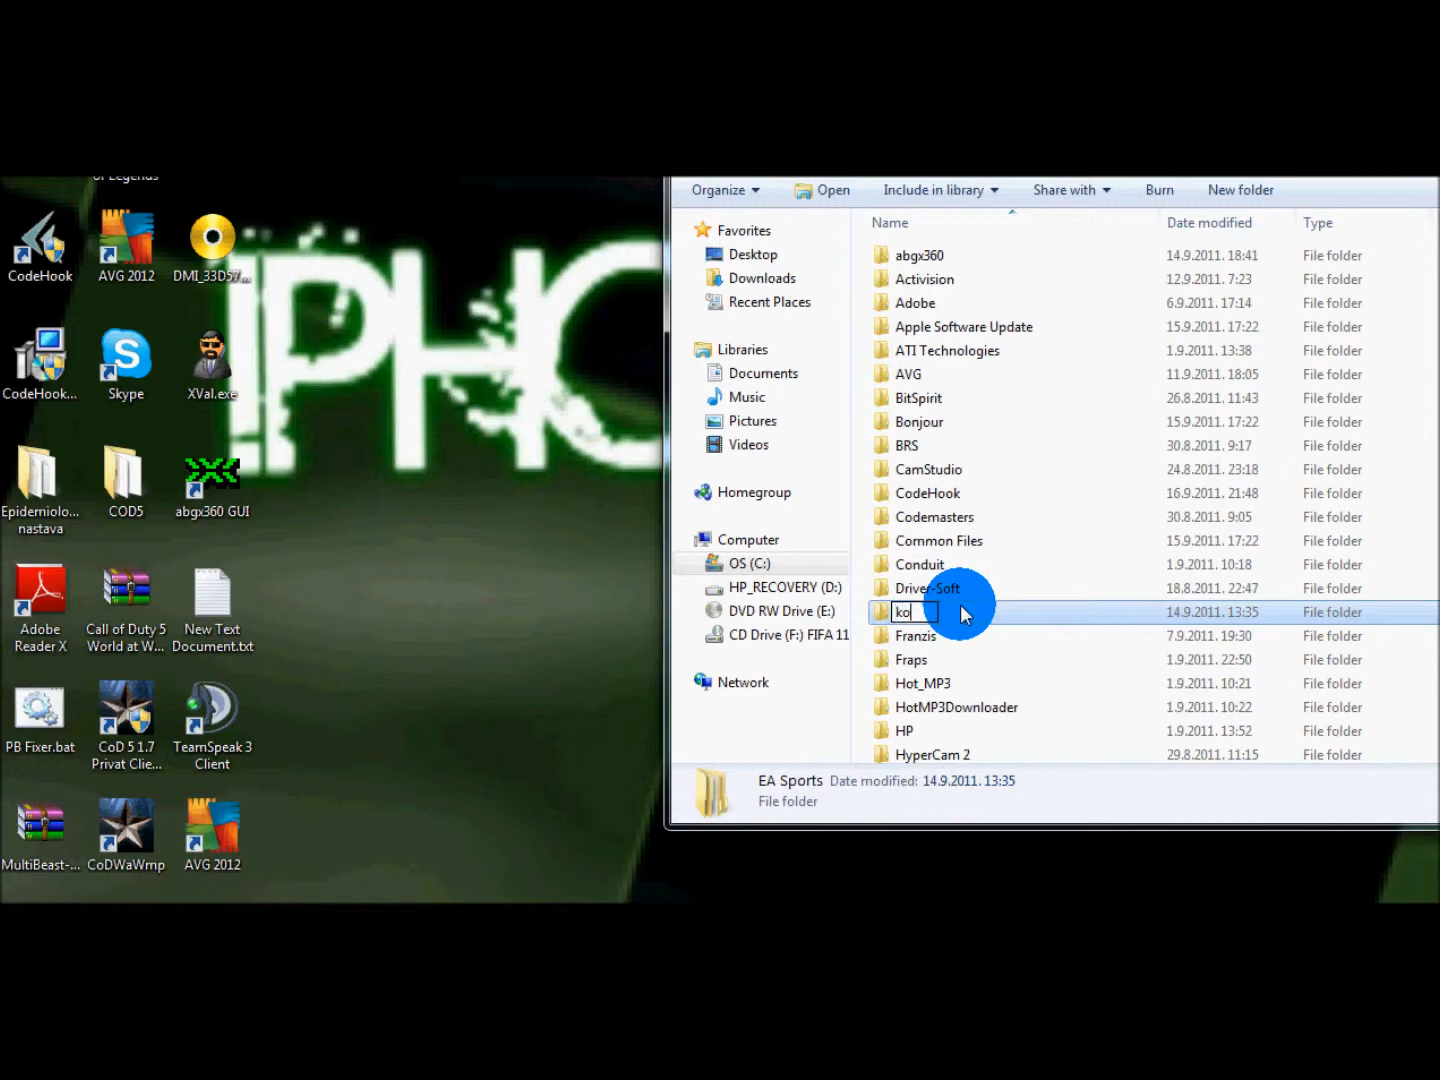 of Legends
CodeHook
AVG 2012
DMI_33D57...
CodeHook...
Skype
XVal.exe
Epidemiolo...
nastava
COD5
abgx360 GUI
Adobe
Reader X
Call of Duty 5
World at W...
New Text
Document.txt
PB Fixer.bat
CoD 5 1.7
Privat Clie...
TeamSpeak 3
Client
MultiBeast-...
CoDWaWmp
AVG 2012
IPHO
Organize
Open
Include in library
Share with
Burn
New folder
Favorites
Desktop
Downloads
Recent Places
Libraries
Documents
Music
Pictures
Videos
Homegroup
Computer
OS (C:)
HP_RECOVERY (D:)
DVD RW Drive (E:)
CD Drive (F:) FIFA 11
Network
Name Date modified Type
abgx360 14.9.2011. 18:41 File folder
Activision 12.9.2011. 7:23 File folder
Adobe 6.9.2011. 17:14 File folder
Apple Software Update 15.9.2011. 17:22 File folder
ATI Technologies 1.9.2011. 13:38 File folder
AVG 11.9.2011. 18:05 File folder
BitSpirit 26.8.2011. 11:43 File folder
Bonjour 15.9.2011. 17:22 File folder
BRS 30.8.2011. 9:17 File folder
CamStudio 24.8.2011. 23:18 File folder
CodeHook 16.9.2011. 21:48 File folder
Codemasters 30.8.2011. 9:05 File folder
Common Files 15.9.2011. 17:22 File folder
Conduit 1.9.2011. 10:18 File folder
Driver-Soft 18.8.2011. 22:47 File folder
ko 14.9.2011. 13:35 File folder
Franzis 7.9.2011. 19:30 File folder
Fraps 1.9.2011. 22:50 File folder
Hot_MP3 1.9.2011. 10:21 File folder
HotMP3Downloader 1.9.2011. 10:22 File folder
HP 1.9.2011. 13:52 File folder
HyperCam 2 29.8.2011. 11:15 File folder
EA Sports Date modified: 14.9.2011. 13:35
File folder